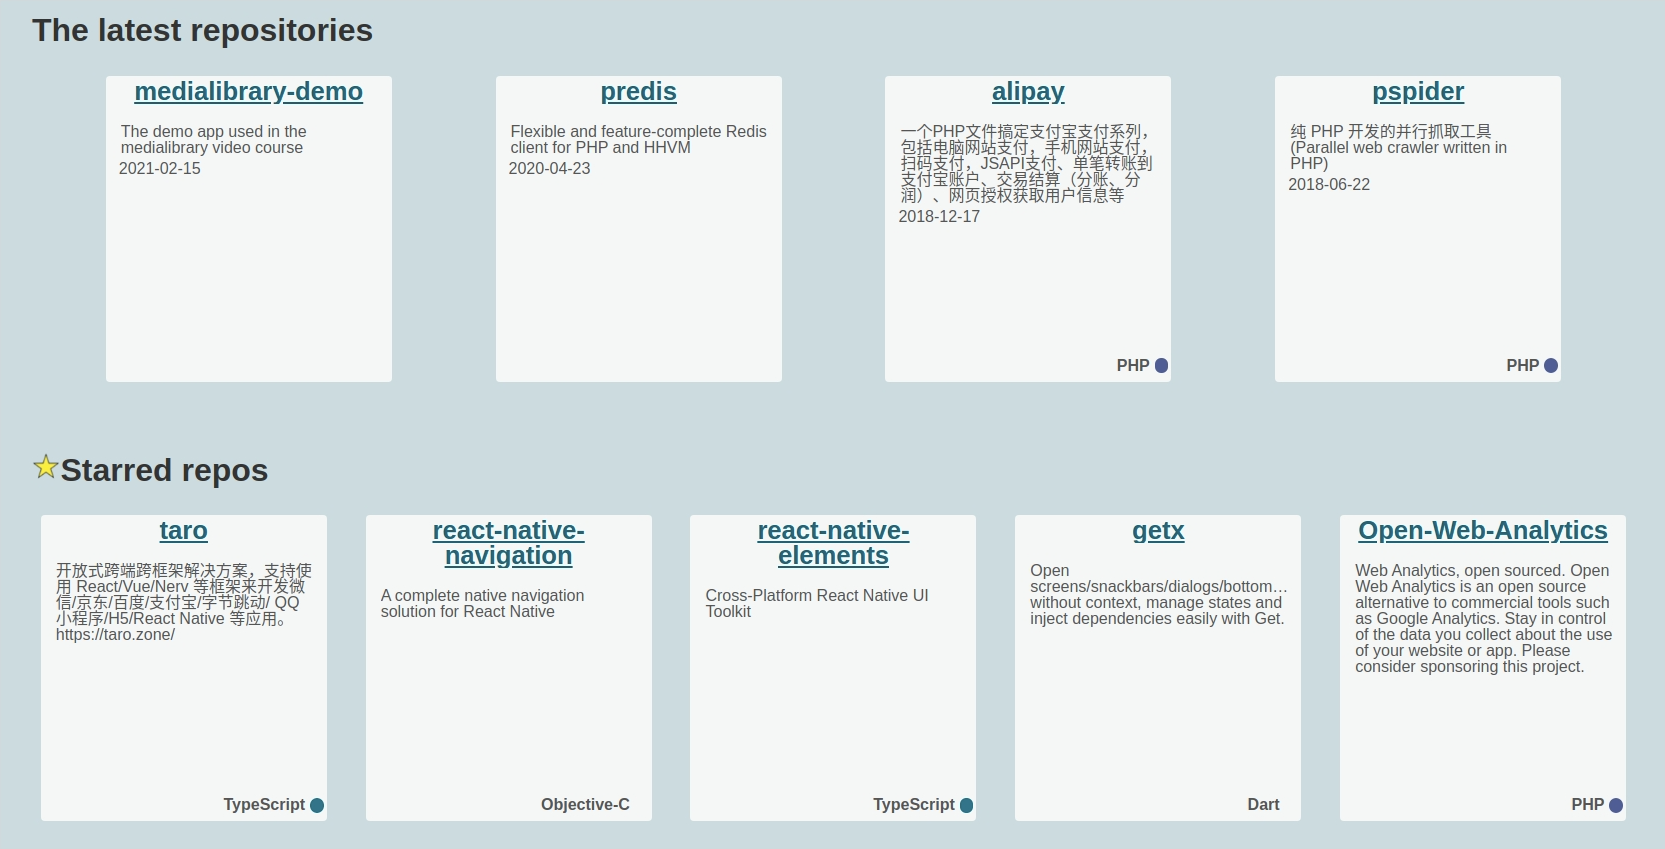 The latest repositories
medialibrary-demo
The demo app used in the
medialibrary video course
2021-02-15
predis
Flexible and feature-complete Redis
client for PHP and HHVM
2020-04-23
alipay
一个PHP文件搞定支付宝支付系列，
包括电脑网站支付，手机网站支付，
扫码支付，JSAPI支付、单笔转账到
支付宝账户、交易结算（分账、分
润）、网页授权获取用户信息等
2018-12-17
PHP
pspider
纯 PHP 开发的并行抓取工具
(Parallel web crawler written in
PHP)
2018-06-22
PHP
Starred repos
taro
开放式跨端跨框架解决方案，支持使
用 React/Vue/Nerv 等框架来开发微
信/京东/百度/支付宝/字节跳动/ QQ
小程序/H5/React Native 等应用。
https://taro.zone/
TypeScript
react-native-
navigation
A complete native navigation
solution for React Native
Objective-C
react-native-
elements
Cross-Platform React Native UI
Toolkit
TypeScript
getx
Open
screens/snackbars/dialogs/bottom…
without context, manage states and
inject dependencies easily with Get.
Dart
Open-Web-Analytics
Web Analytics, open sourced. Open
Web Analytics is an open source
alternative to commercial tools such
as Google Analytics. Stay in control
of the data you collect about the use
of your website or app. Please
consider sponsoring this project.
PHP